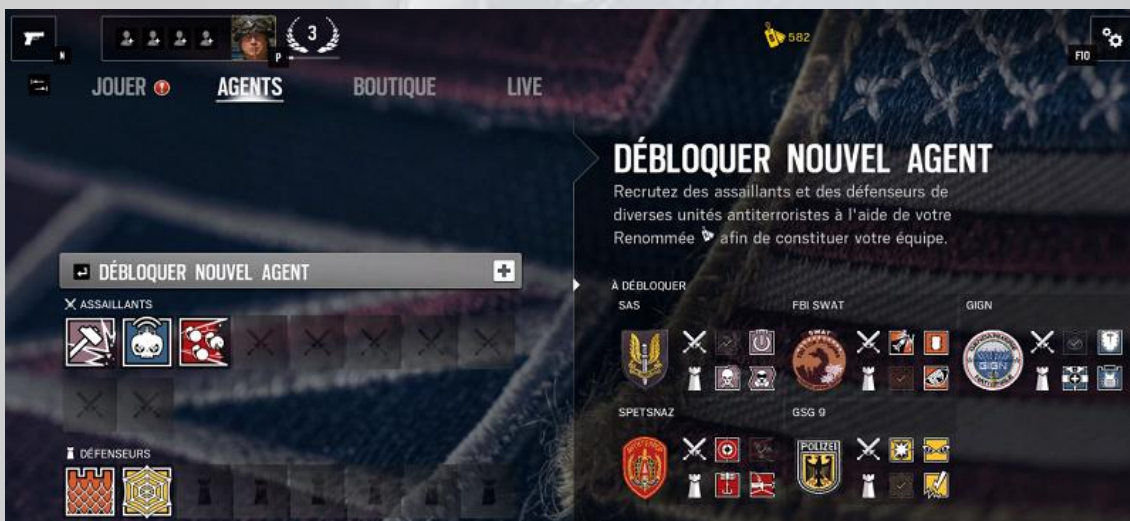 3
582
N
P
F10
JOUER
AGENTS
BOUTIQUE
LIVE
DÉBLOQUER NOUVEL AGENT
ASSAILLANTS
DÉFENSEURS
DÉBLOQUER NOUVEL AGENT
Recrutez des assaillants et des défenseurs de
diverses unités antiterroristes à l'aide de votre
Renommée afin de constituer votre équipe.
À DÉBLOQUER
SAS
FBI SWAT
GIGN
SWAT
GIGN
SPETSNAZ
GSG 9
POLIZEI